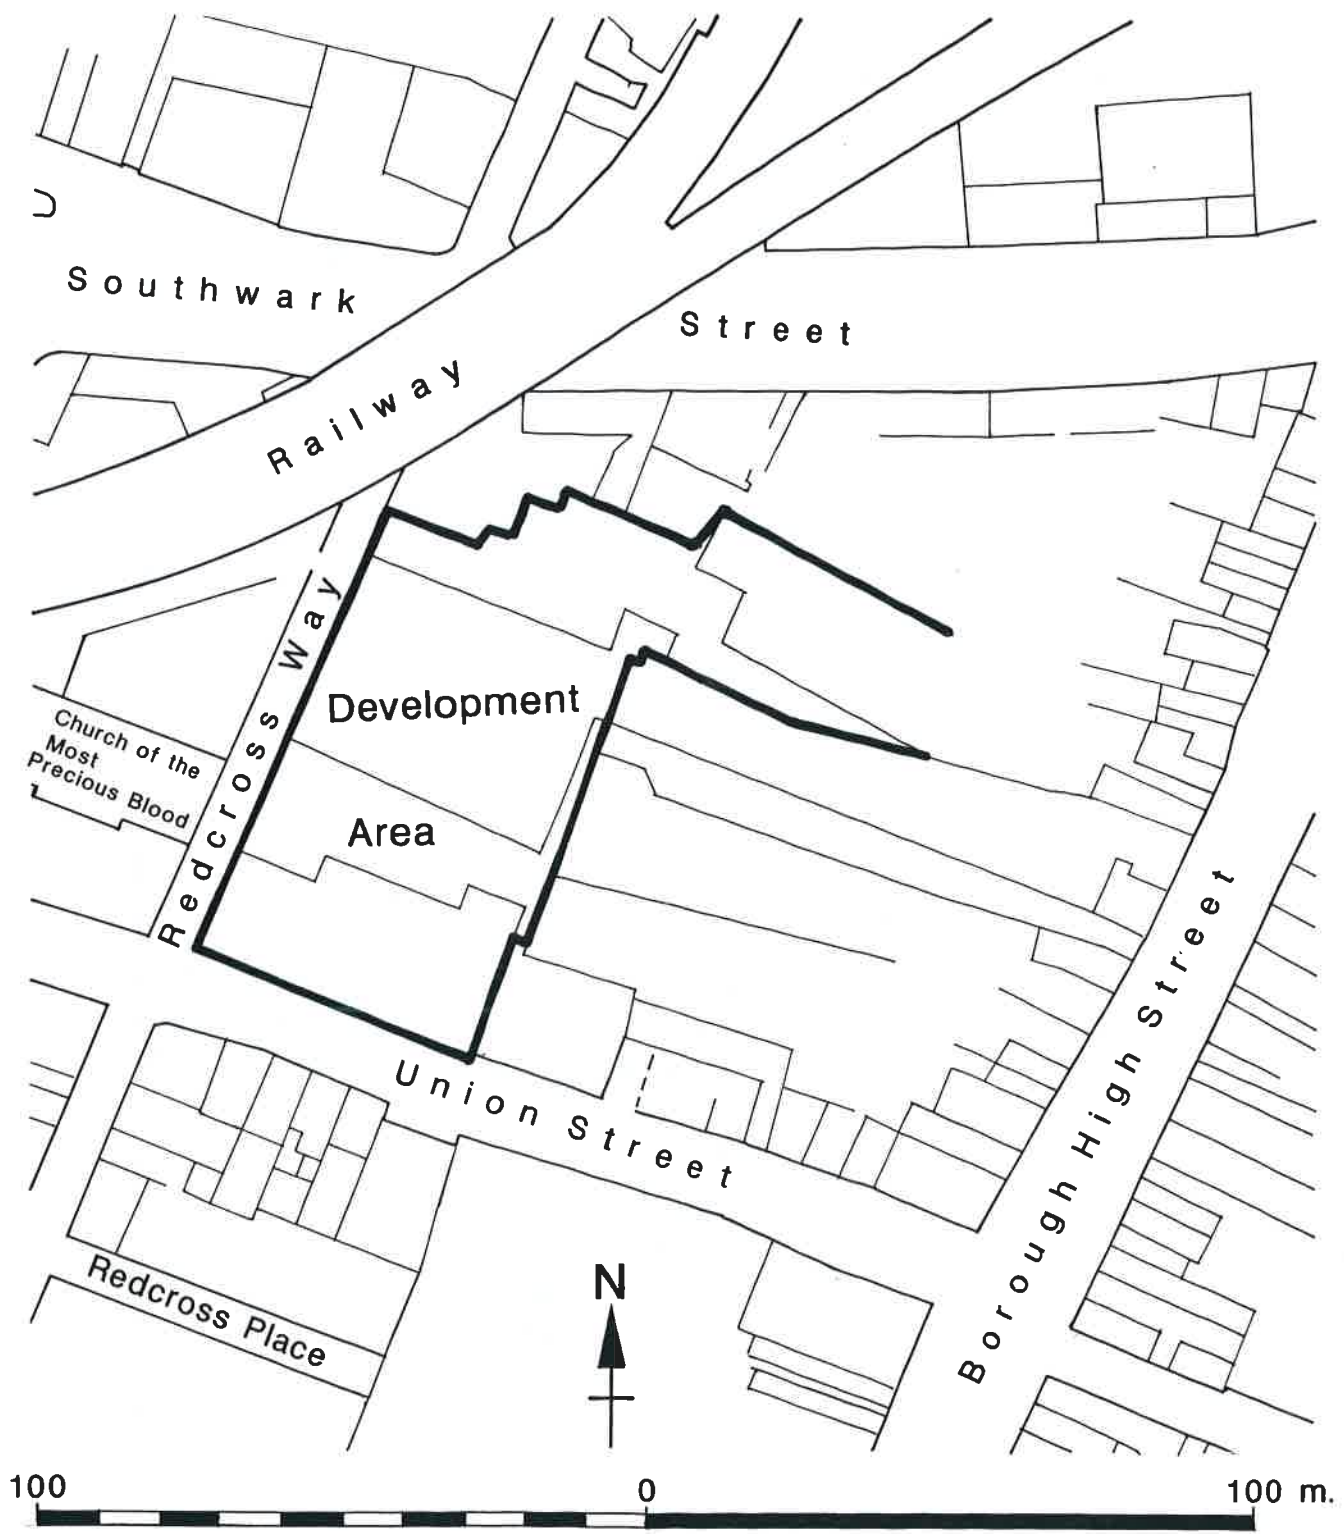 Southwark
Street
Railway
Redcross Way
Development
Area
Church of the
Most
Precious Blood
Union Street
Borough High Street
Redcross Place
N
100 0 100 m.